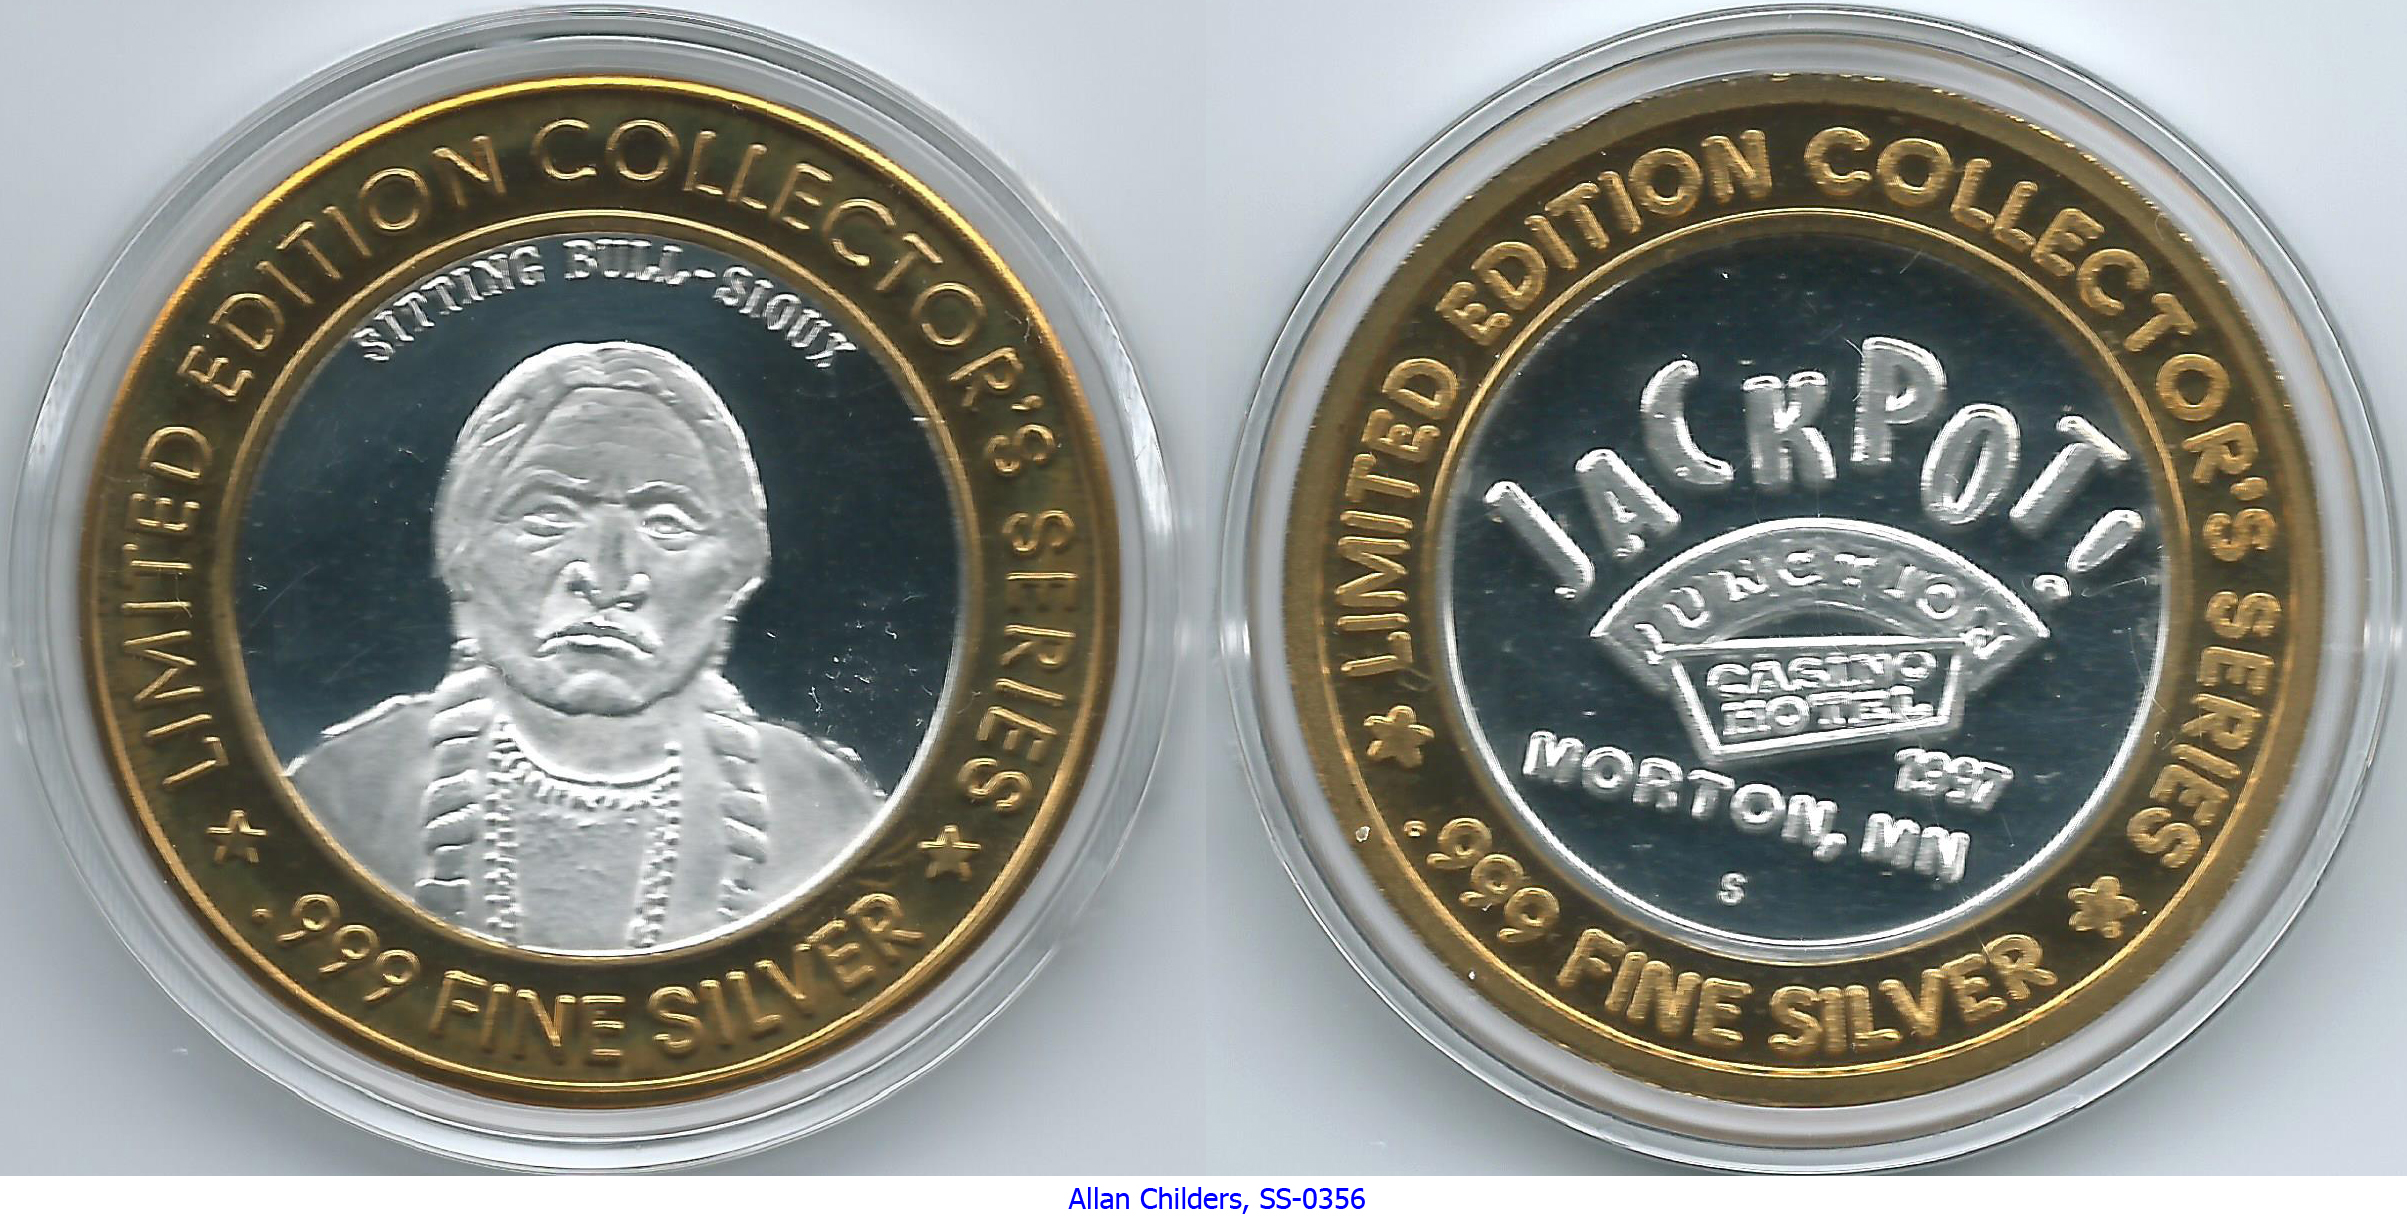 LIMITED EDITION COLLECTOR'S SERIES
SITTING BULL-SIOUX
.999 FINE SILVER
LIMITED EDITION COLLECTOR'S SERIES
JACKPOT!
JUNCTION
CASINO
HOTEL
1997
MORTON, MN
S
.999 FINE SILVER
Allan Childers, SS-0356